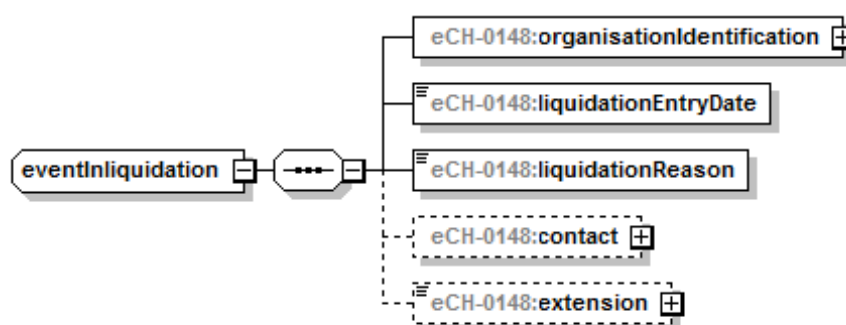 eCH-0148:organisationIdentification
eCH-0148:liquidationEntryDate
eventInliquidation
eCH-0148:liquidationReason
eCH-0148:contact
eCH-0148:extension